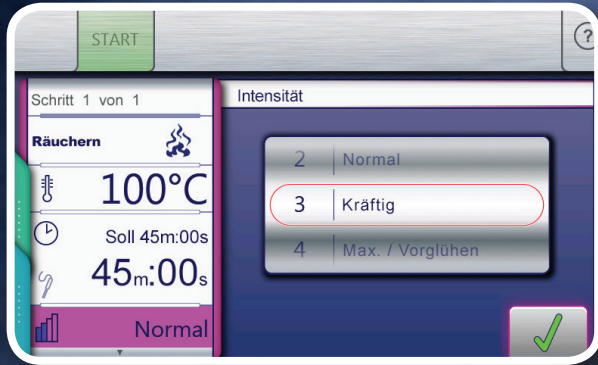 START
?
Schritt 1 von 1
Räuchern
100°C
Soll 45m:00s
45m:00s
Normal
Intensität
2 Normal
3 Kräftig
4 Max. / Vorglühen